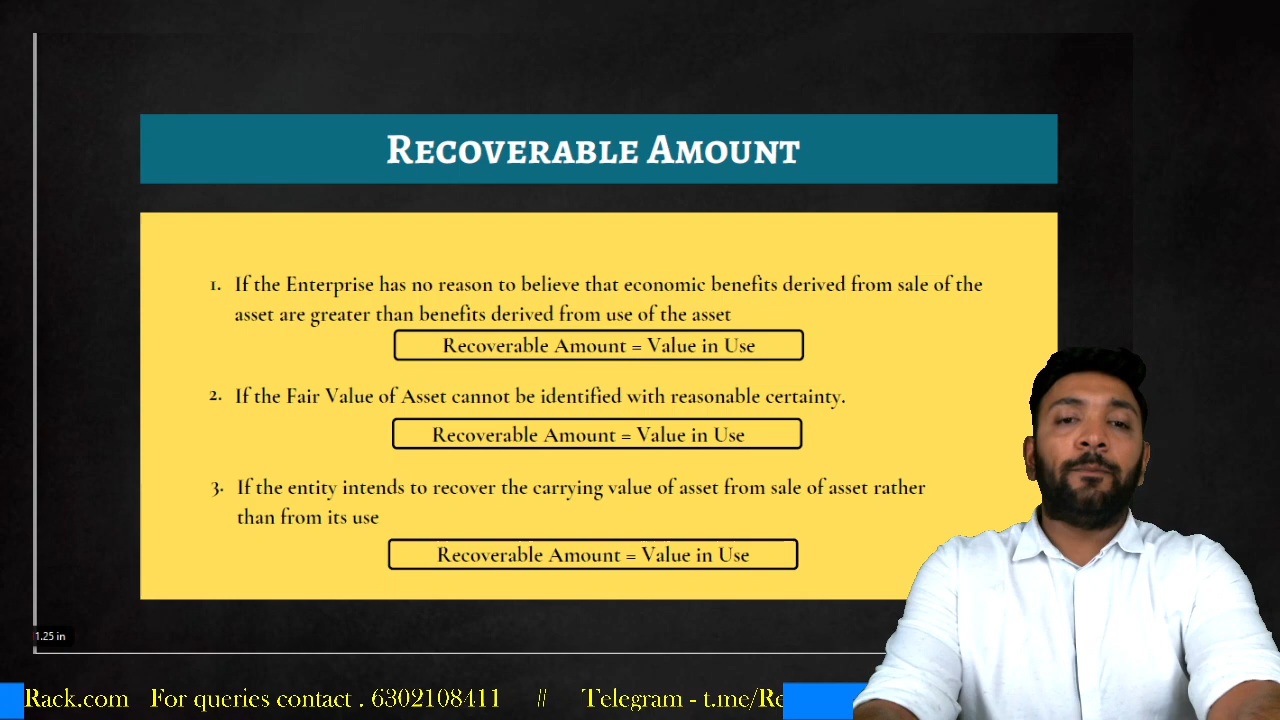 Recoverable Amount
1. If the Enterprise has no reason to believe that economic benefits derived from sale of the
asset are greater than benefits derived from use of the asset
Recoverable Amount = Value in Use
2. If the Fair Value of Asset cannot be identified with reasonable certainty.
Recoverable Amount = Value in Use
3. If the entity intends to recover the carrying value of asset from sale of asset rather
than from its use
Recoverable Amount = Value in Use
1.25 in
Rack.com For queries contact . 6302108411 # Telegram - t.me/Re